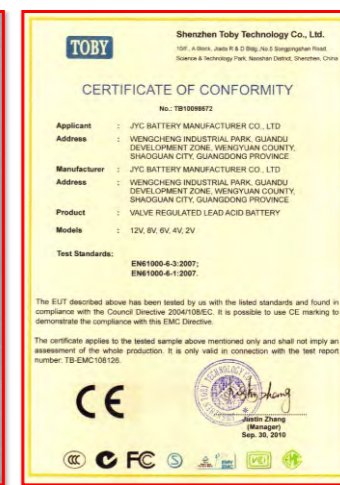 TOBY
Shenzhen Toby Technology Co., Ltd.
10/F., A Block, Jiada R & D Bldg., No.5 Songpingshan Road
Science & Technology Park, Nanshan District, Shenzhen, China
CERTIFICATE OF CONFORMITY
No.: TB10098672
Applicant : JYC BATTERY MANUFACTURER CO., LTD
Address : WENGCHENG INDUSTRIAL PARK, GUANDU
DEVELOPMENT ZONE, WENGYUAN COUNTY,
SHAOGUAN CITY, GUANGDONG PROVINCE
Manufacturer : JYC BATTERY MANUFACTURER CO., LTD
Address : WENGCHENG INDUSTRIAL PARK, GUANDU
DEVELOPMENT ZONE, WENGYUAN COUNTY,
SHAOGUAN CITY, GUANGDONG PROVINCE
Product : VALVE REGULATED LEAD ACID BATTERY
Models : 12V, 8V, 6V, 4V, 2V
Test Standards:
EN61000-6-3:2007;
EN61000-6-1:2007.
The EUT described above has been tested by us with the listed standards and found in
compliance with the Council Directive 2004/108/EC. It is possible to use CE marking to
demonstrate the compliance with this EMC Directive.
The certificate applies to the tested sample above mentioned only and shall not imply an
assessment of the whole production. It is only valid in connection with the test report
number: TB-EMC106126.
CE
Justin Zhang
(Manager)
Sep. 30, 2010
FC
VCI